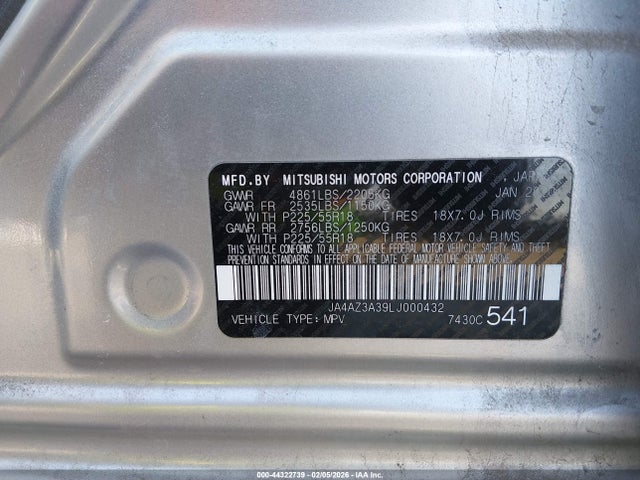 MFD.BY MITSUBISHI MOTORS CORPORATION , JAPAN
GVWR 4861LBS/2205KG JAN 2
GAWR FR 2535LBS/1150KG
WITH P225/55R18 TIRES 18X7.0J RIMS
GAWR RR 2756LBS/1250KG
WITH P225/55R18 TIRES 18X7.0J RIMS
THIS VEHICLE CONFORMS TO ALL APPLICABLE FEDERAL MOTOR VEHICLE SAFETY AND THEFT
PREVENTION STANDARDS IN EFFECT ON THE DATE OF MANUFACTURE SHOWN ABOVE.
JA4AZ3A39LJ000432
VEHICLE TYPE: MPV 7430C 541
000-44322739 - 02/05/2026 - IAA Inc.